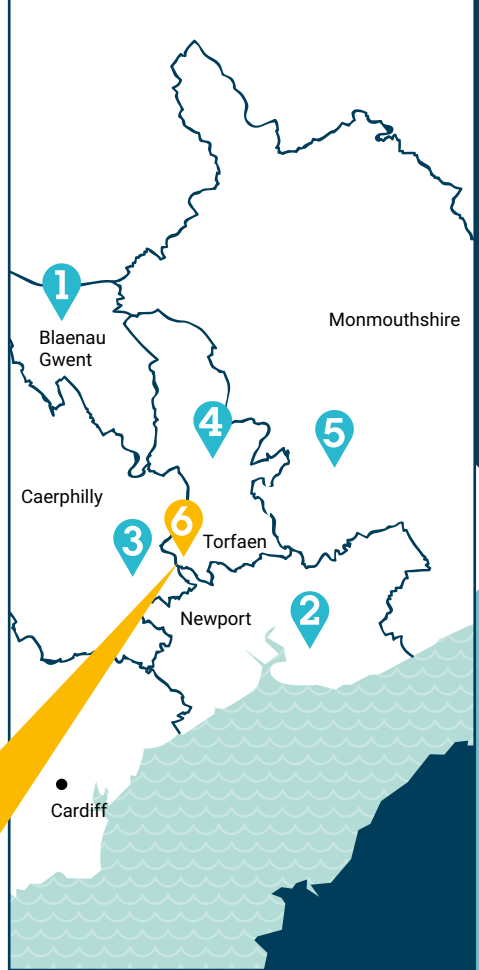 1
Blaenau
Gwent
Monmouthshire
4
5
Caerphilly
6
3
Torfaen
2
Newport
Cardiff